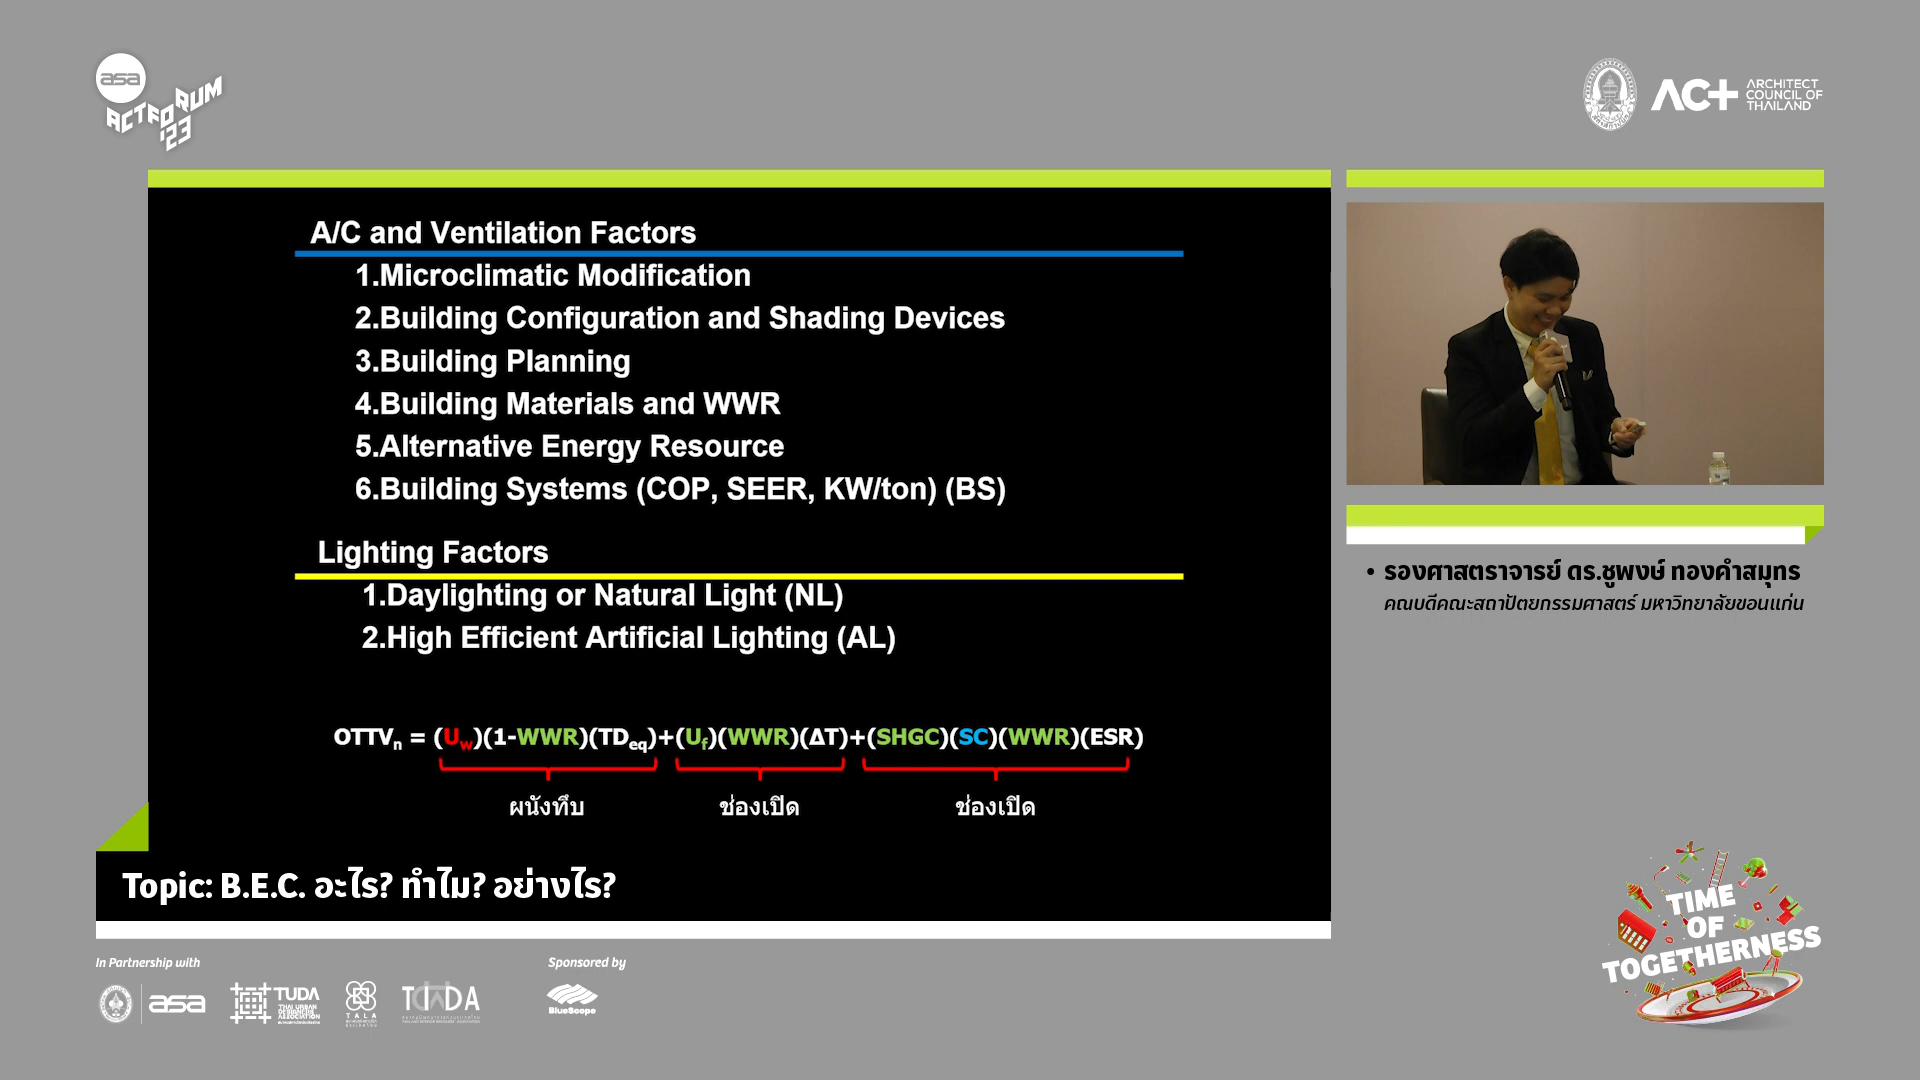 asa
ACTFORUM
'23
ACT
ARCHITECT
COUNCIL OF
THAILAND
A/C and Ventilation Factors
1.Microclimatic Modification
2.Building Configuration and Shading Devices
3.Building Planning
4.Building Materials and WWR
5.Alternative Energy Resource
6.Building Systems (COP, SEER, KW/ton) (BS)
Lighting Factors
1.Daylighting or Natural Light (NL)
2.High Efficient Artificial Lighting (AL)
OTTVn = (Uw)(1-WWR)(TDeq)+(Uf)(WWR)(ΔT)+(SHGC)(SC)(WWR)(ESR)
ผนังทึบ ช่องเปิด ช่องเปิด
Topic: B.E.C. อะไร? ทำไม? อย่างไร?
• รองศาสตราจารย์ ดร.ชูพงษ์ ทองคำสมุทร
คณบดีคณะสถาปัตยกรรมศาสตร์ มหาวิทยาลัยขอนแก่น
TIME
OF
TOGETHERNESS
In Partnership with
asa
TUDA
THAI URBAN
DESIGNERS
ASSOCIATION
TALA
TIDA
Sponsored by
BlueScope